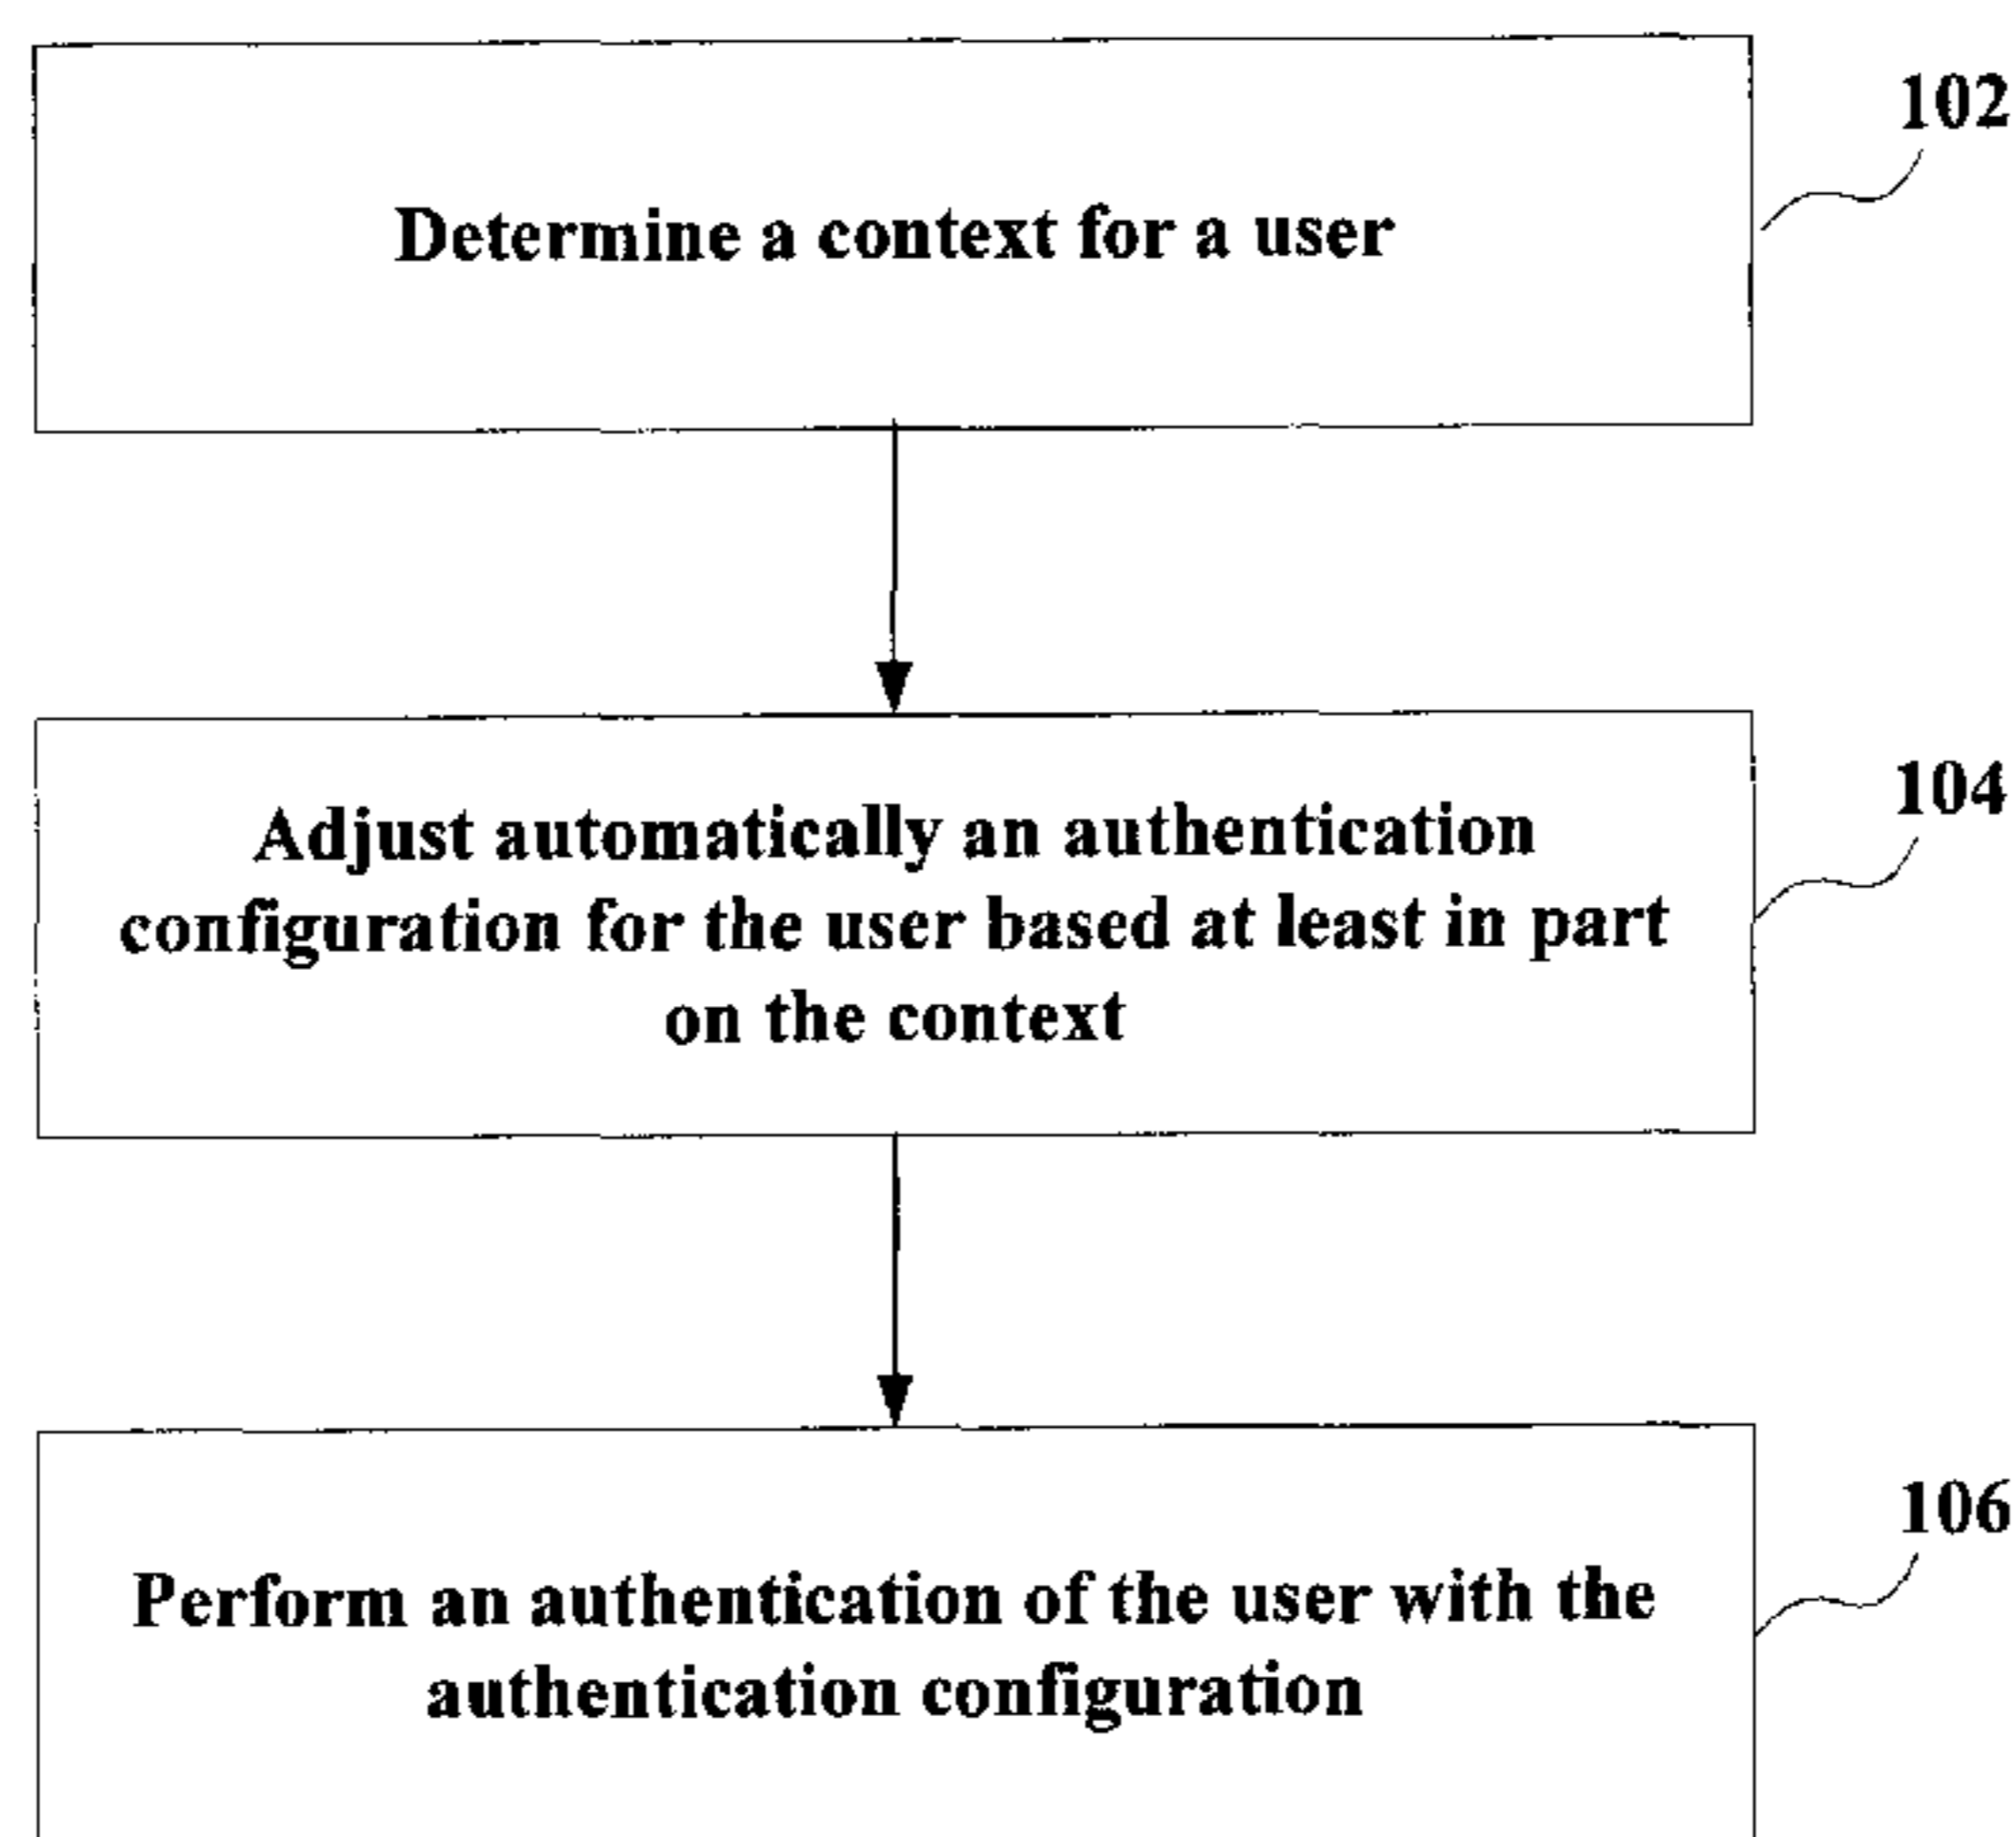 102
Determine a context for a user
104
Adjust automatically an authentication
configuration for the user based at least in part
on the context
106
Perform an authentication of the user with the
authentication configuration